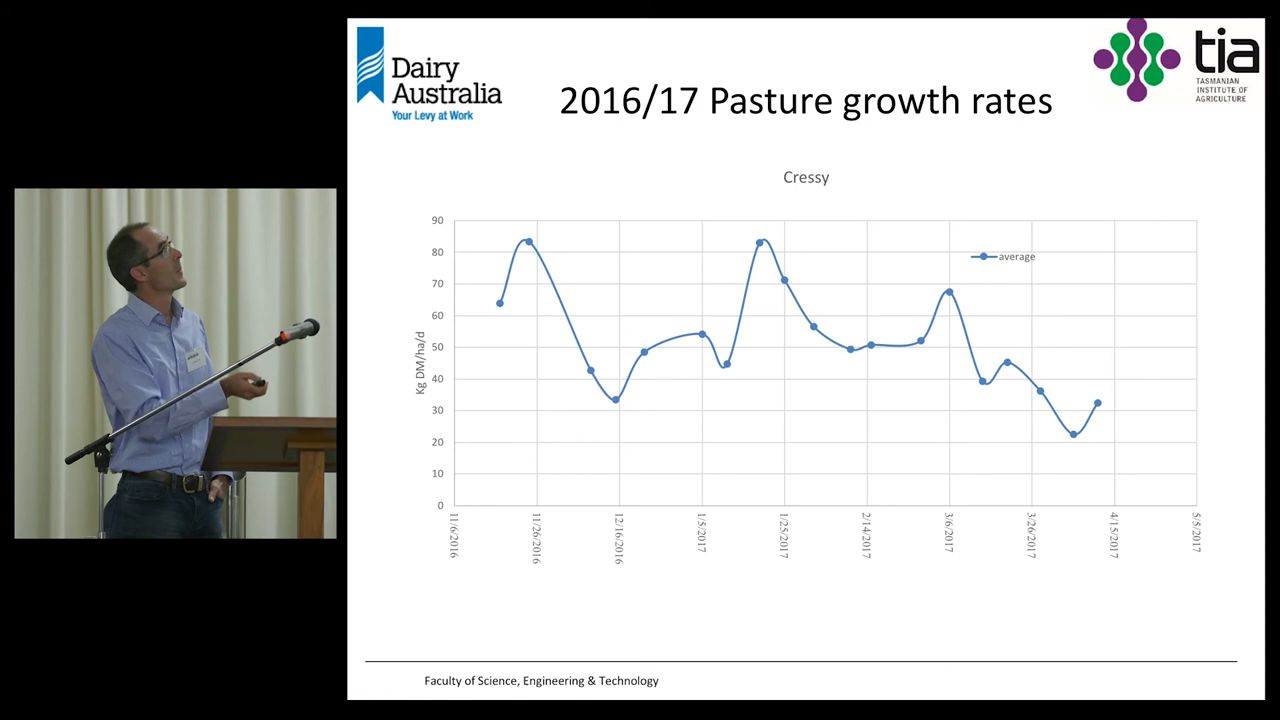 Dairy
Australia
Your Levy at Work
tia
TASMANIAN
INSTITUTE OF
AGRICULTURE
2016/17 Pasture growth rates
Cressy
90
80
70
60
50
40
30
20
10
0
Kg DM/ha/d
average
11/6/2016
11/26/2016
12/16/2016
1/5/2017
1/25/2017
2/14/2017
3/6/2017
3/26/2017
4/15/2017
5/5/2017
Faculty of Science, Engineering & Technology